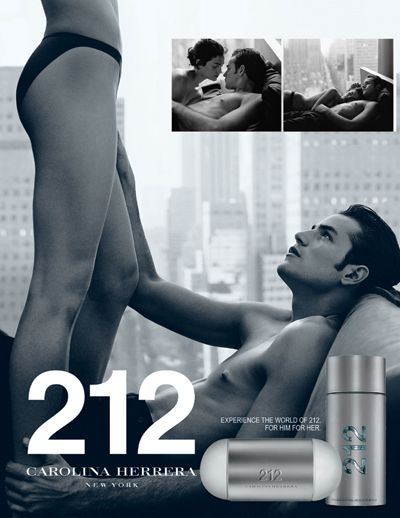 212
CAROLINA HERRERA
NEW YORK
EXPERIENCE THE WORLD OF 212.
FOR HIM FOR HER.
212
212